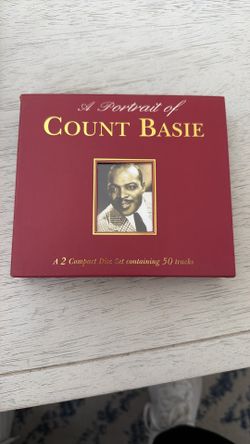 A Portrait of
COUNT BASIE
A 2 Compact Disc Set containing 50 tracks